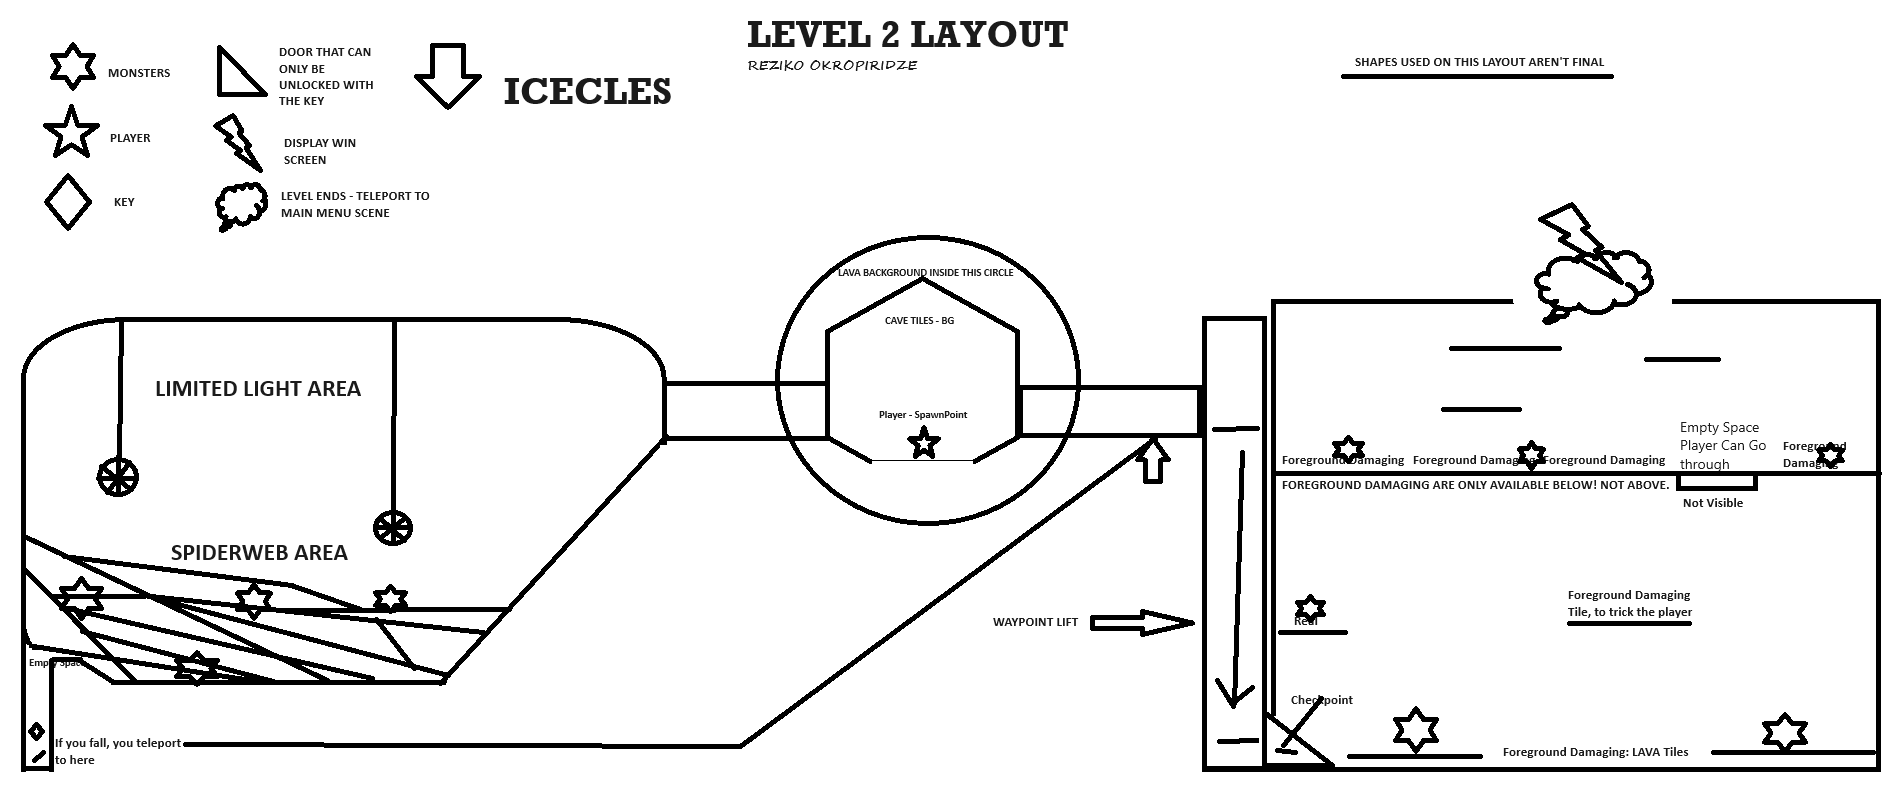 LEVEL 2 LAYOUT
REZIKO OKROPIRIDZE
SHAPES USED ON THIS LAYOUT AREN'T FINAL
MONSTERS
PLAYER
KEY
DOOR THAT CAN
ONLY BE
UNLOCKED WITH
THE KEY
DISPLAY WIN
SCREEN
LEVEL ENDS - TELEPORT TO
MAIN MENU SCENE
ICECLES
LIMITED LIGHT AREA
SPIDERWEB AREA
Empty Space
If you fall, you teleport
to here
LAVA BACKGROUND INSIDE THIS CIRCLE
CAVE TILES - BG
Player - SpawnPoint
WAYPOINT LIFT
Empty Space
Player Can Go
through
Foreground Damaging
Foreground Damaging
Foreground Damaging
Foreground
Damaging
FOREGROUND DAMAGING ARE ONLY AVAILABLE BELOW! NOT ABOVE.
Not Visible
Foreground Damaging
Tile, to trick the player
Real
Checkpoint
Foreground Damaging: LAVA Tiles